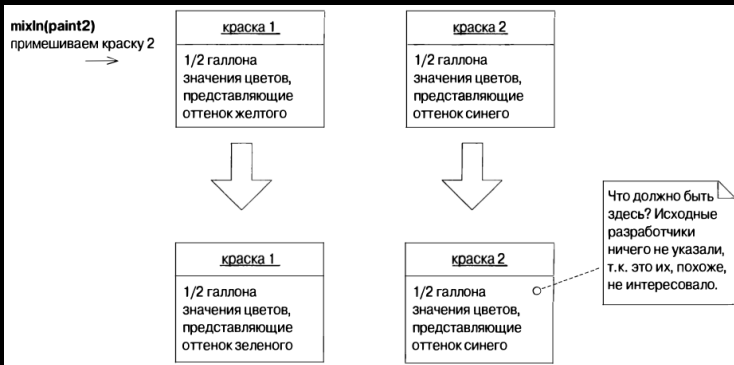 mixIn(paint2)
примешиваем краску 2
краска 1
1/2 галлона
значения цветов,
представляющие
оттенок желтого
краска 2
1/2 галлона
значения цветов,
представляющие
оттенок синего
Что должно быть
здесь? Исходные
разработчики
ничего не указали,
т.к. это их, похоже,
не интересовало.
краска 1
1/2 галлона
значения цветов,
представляющие
оттенок зеленого
краска 2
1/2 галлона
значения цветов,
представляющие
оттенок синего